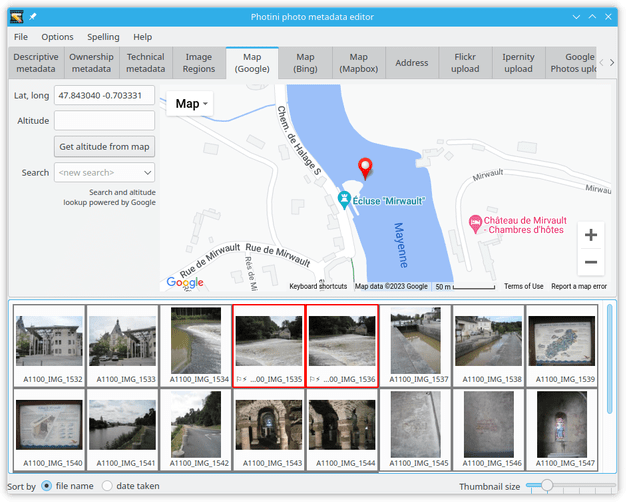 Photini photo metadata editor
File Options Spelling Help
Descriptive metadata
Ownership metadata
Technical metadata
Image Regions
Map (Google)
Map (Bing)
Map (Mapbox)
Address
Flickr upload
Ipernity upload
Google Photos uplo
Lat, long 47.843040 -0.703331
Altitude
Get altitude from map
Search <new search>
Search and altitude
lookup powered by Google
Map
Chem. de Halage S
Écluse "Mirwault"
Mayenne
Mirwault
Mirwau
Château de Mirvault
- Chambres d'hôtes
Rue de Mirwault
Rue de Mirwault
Rés de Mi
+
−
Google
Keyboard shortcuts Map data ©2023 Google 50 m Terms of Use Report a map error
A1100_IMG_1532 A1100_IMG_1533 A1100_IMG_1534 ...00_IMG_1535 ...00_IMG_1536 A1100_IMG_1537 A1100_IMG_1538 A1100_IMG_1539
A1100_IMG_1540 A1100_IMG_1541 A1100_IMG_1542 A1100_IMG_1543 A1100_IMG_1544 A1100_IMG_1545 A1100_IMG_1546 A1100_IMG_1547
Sort by file name date taken Thumbnail size